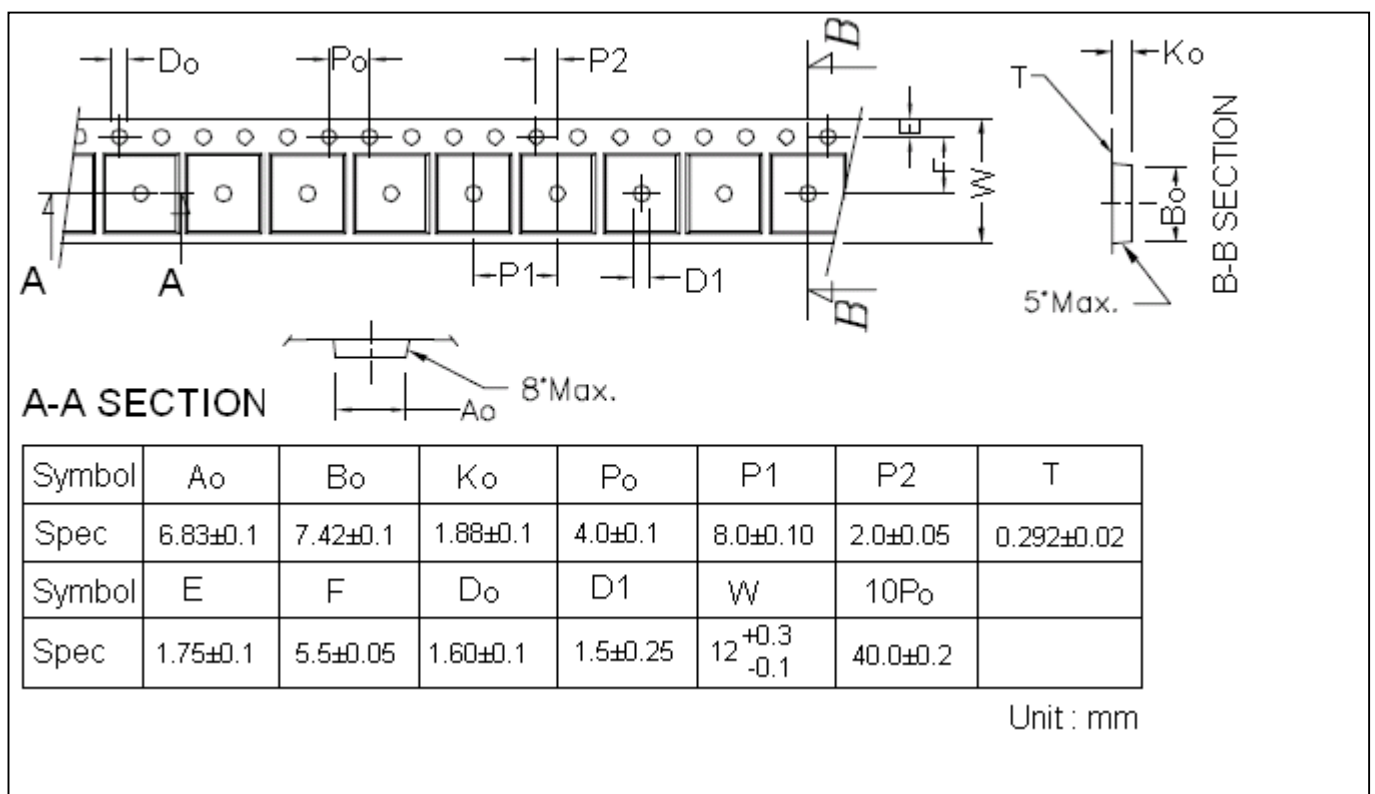 Do
Po
P2
B
Ko
T
E
F
W
Bo
B-B SECTION
A
A
P1
D1
B
5°Max.
8°Max.
Ao
A-A SECTION
Symbol Ao Bo Ko Po P1 P2 T
Spec 6.83±0.1 7.42±0.1 1.88±0.1 4.0±0.1 8.0±0.10 2.0±0.05 0.292±0.02
Symbol E F Do D1 W 10Po
Spec 1.75±0.1 5.5±0.05 1.60±0.1 1.5±0.25 12 +0.3 -0.1 40.0±0.2
Unit : mm